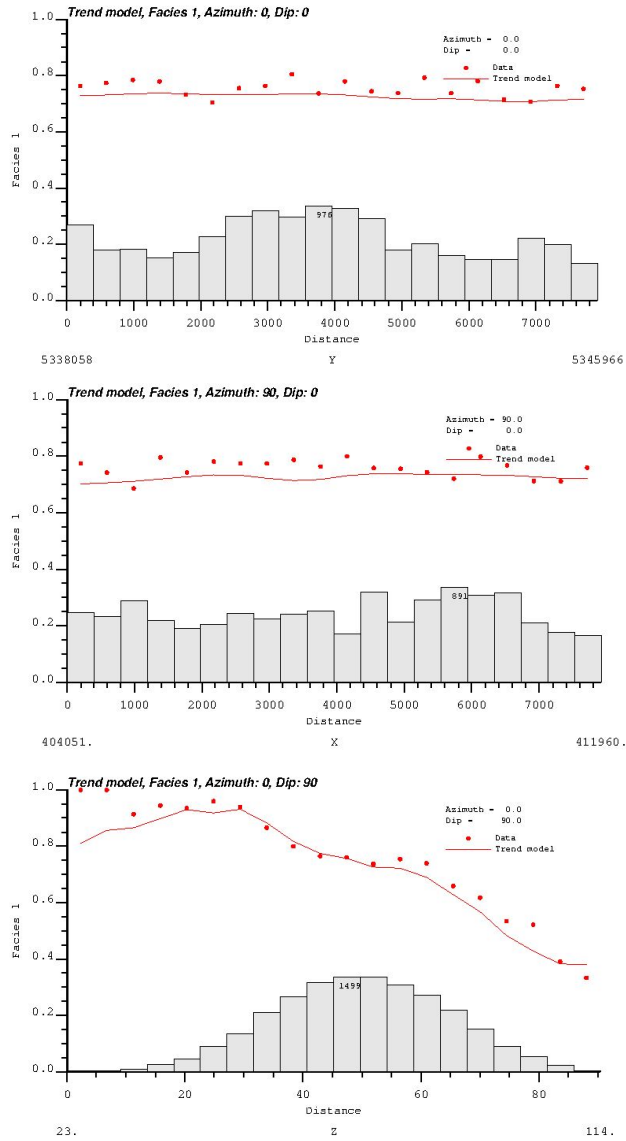 Trend model, Facies 1, Azimuth: 0, Dip: 0
1.0
Azimuth = 0.0
Dip = 0.0
Data
Trend model
0.8
0.6
Facies 1
0.4
976
0.2
0.0
0 1000 2000 3000 4000 5000 6000 7000
Distance
5338058 Y 5345966
Trend model, Facies 1, Azimuth: 90, Dip: 0
1.0
Azimuth = 90.0
Dip = 0.0
Data
Trend model
0.8
0.6
Facies 1
0.4
891
0.2
0.0
0 1000 2000 3000 4000 5000 6000 7000
Distance
404051. X 411960.
Trend model, Facies 1, Azimuth: 0, Dip: 90
1.0
Azimuth = 0.0
Dip = 90.0
Data
Trend model
0.8
0.6
Facies 1
0.4
1499
0.2
0.0
0 20 40 60 80
Distance
23. Z 114.